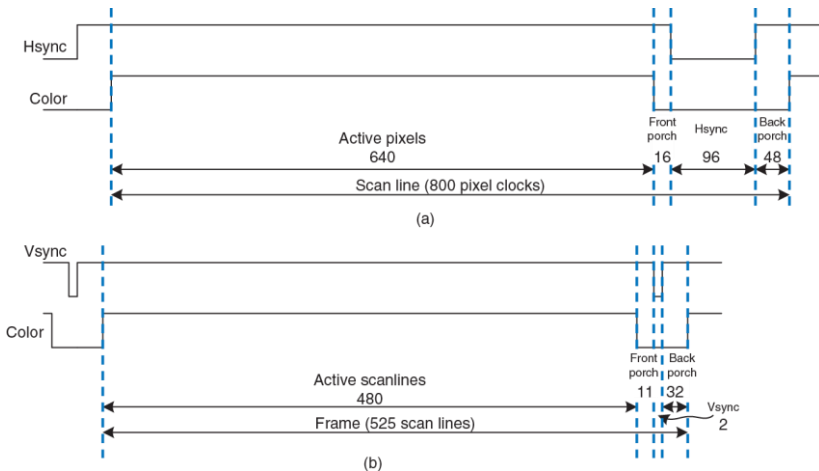 Hsync
Color
Front
porch
Hsync
Back
porch
Active pixels
640
16
96
48
Scan line (800 pixel clocks)
(a)
Vsync
Color
Front
porch
Back
porch
Active scanlines
480
11
32
Vsync
2
Frame (525 scan lines)
(b)